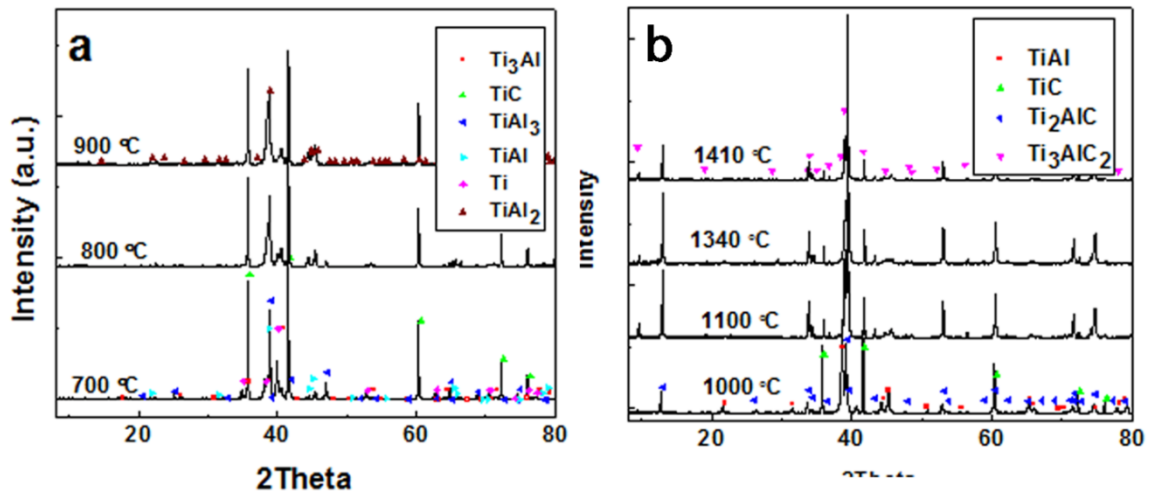 a
Ti3Al
TiC
TiAl3
TiAl
Ti
TiAl2
900 °C
800 °C
700 °C
Intensity (a.u.)
20 40 60 80
2Theta
b
TiAl
TiC
Ti2AlC
Ti3AlC2
1410 °C
1340 °C
1100 °C
1000 °C
Intensity
20 40 60 80
2Theta